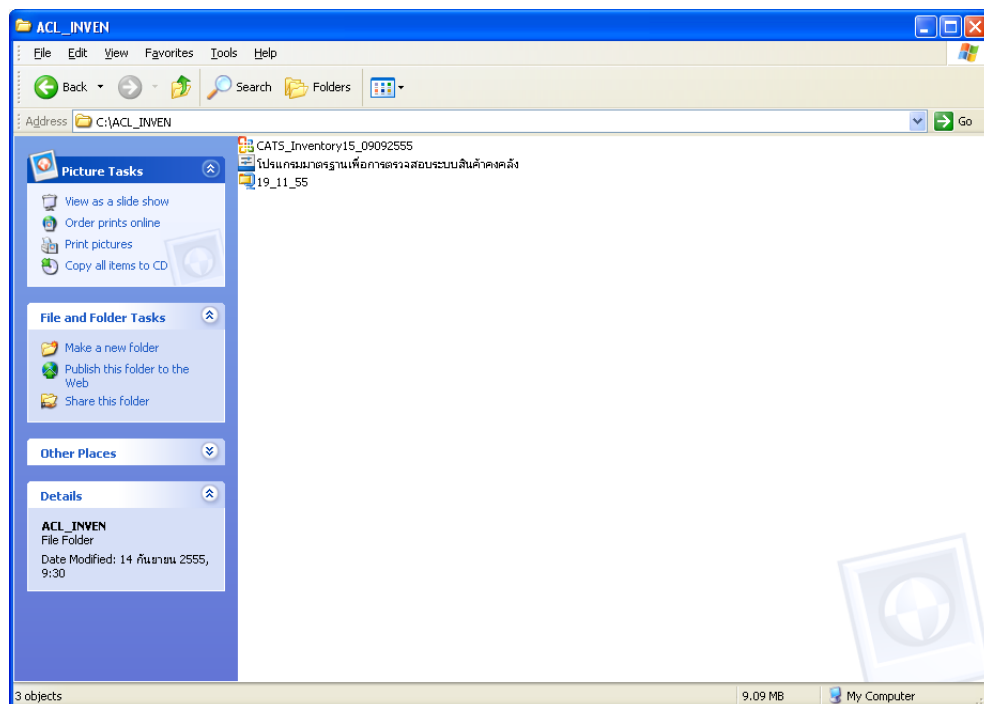 ACL_INVEN
File Edit View Favorites Tools Help
Back Search Folders
Address C:\ACL_INVEN Go
Picture Tasks
View as a slide show
Order prints online
Print pictures
Copy all items to CD
File and Folder Tasks
Make a new folder
Publish this folder to the
Web
Share this folder
Other Places
Details
ACL_INVEN
File Folder
Date Modified: 14 กันยายน 2555,
9:30
CATS_Inventory15_09092555
โปรแกรมมาตรฐานเพื่อการตรวจสอบระบบสินค้าคงคลัง
19_11_55
3 objects 9.09 MB My Computer